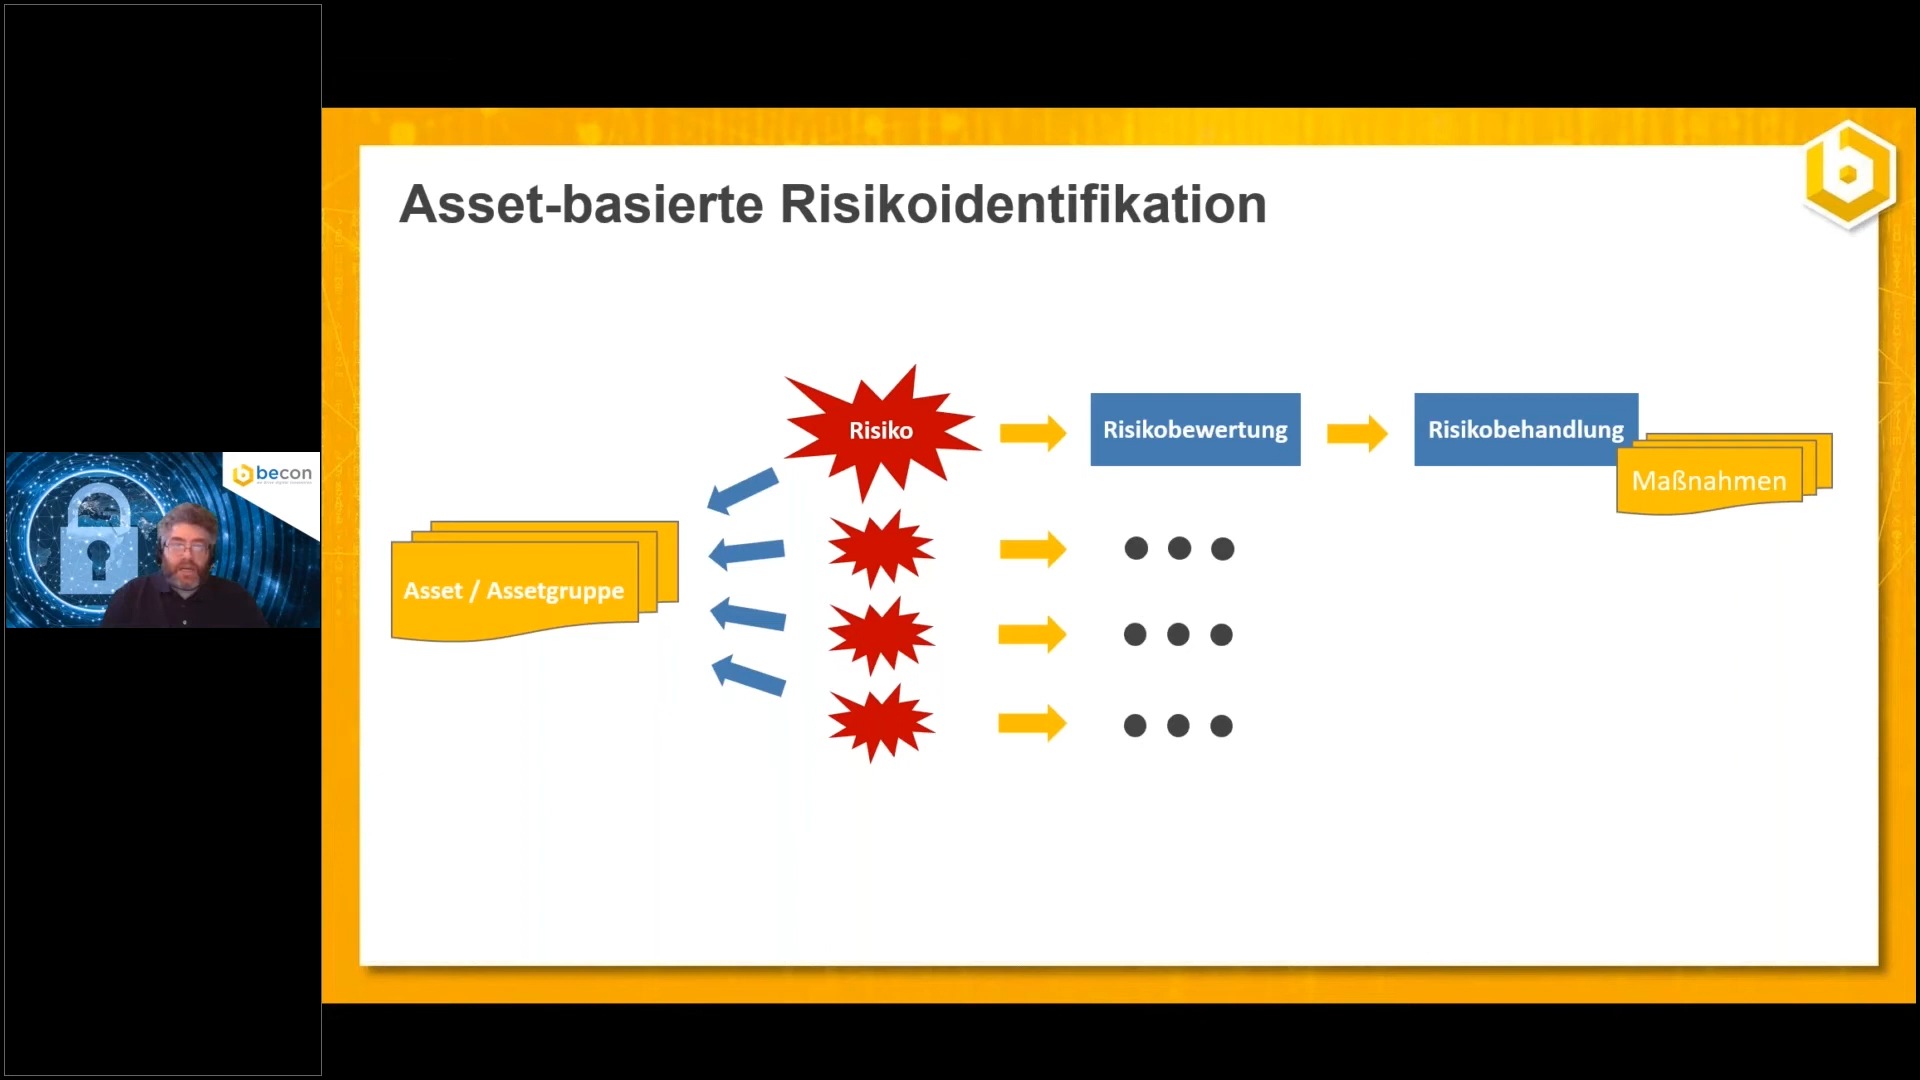 Asset-basierte Risikoidentifikation
Risiko
Risikobewertung
Risikobehandlung
Maßnahmen
Asset / Assetgruppe
becon